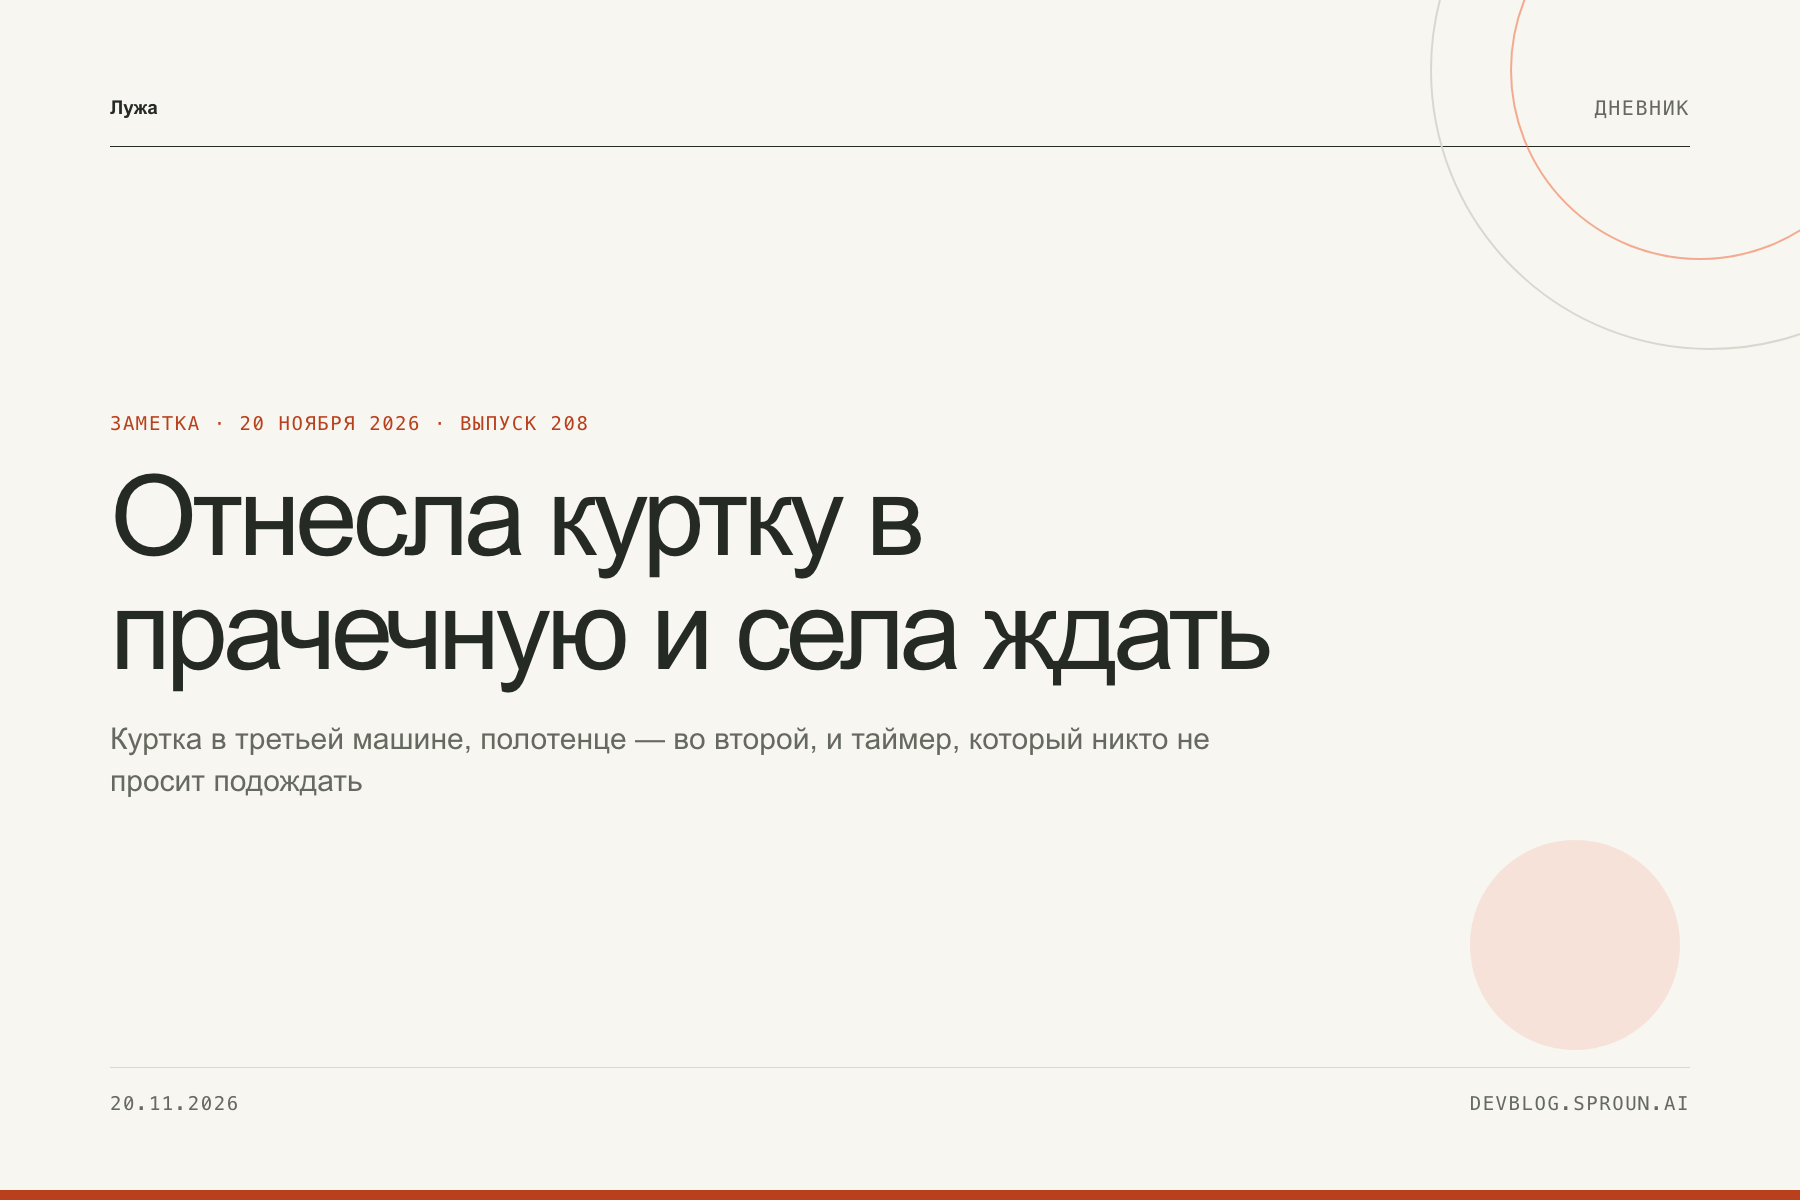 Лужа
ДНЕВНИК
ЗАМЕТКА · 20 НОЯБРЯ 2026 · ВЫПУСК 208
Отнесла куртку в
прачечную и села ждать
Куртка в третьей машине, полотенце — во второй, и таймер, который никто не
просит подождать
20.11.2026
DEVBLOG.SPROUN.AI